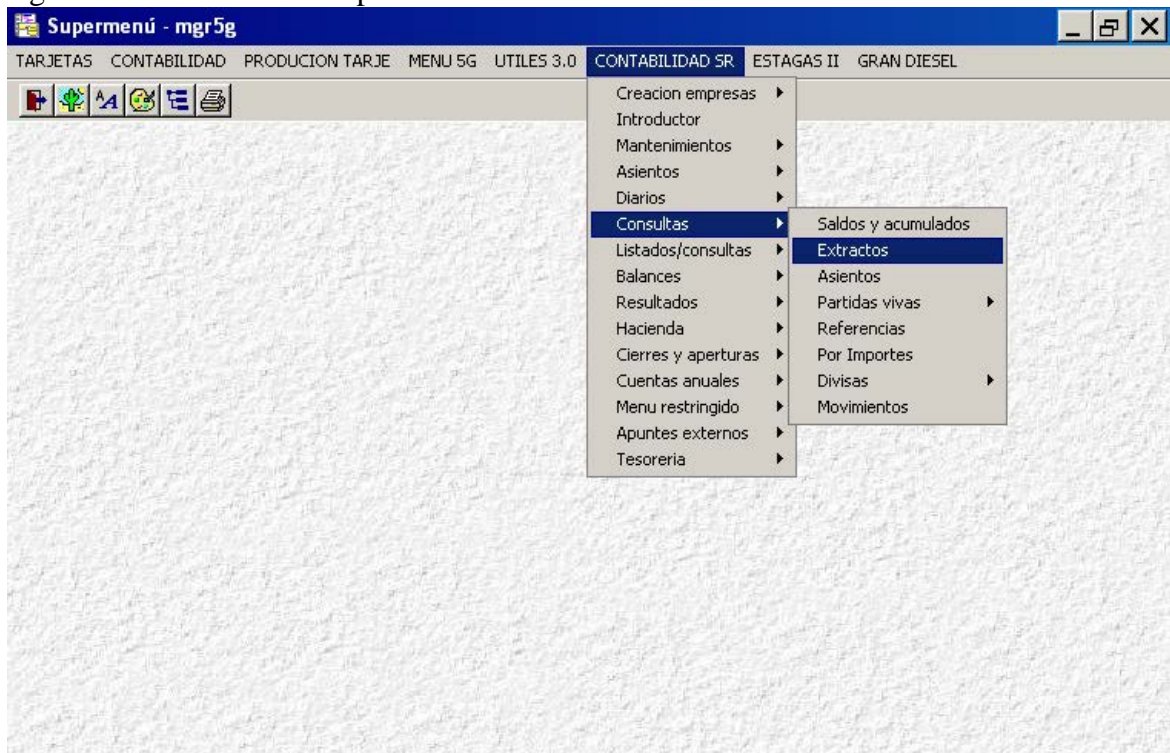 Supermenú - mgr5g
TARJETAS CONTABILIDAD PRODUCION TARJE MENU 5G UTILES 3.0 CONTABILIDAD SR ESTAGAS II GRAN DIESEL
Creacion empresas
Introductor
Mantenimientos
Asientos
Diarios
Consultas
Listados/consultas
Balances
Resultados
Hacienda
Cierres y aperturas
Cuentas anuales
Menu restringido
Apuntes externos
Tesoreria
Saldos y acumulados
Extractos
Asientos
Partidas vivas
Referencias
Por Importes
Divisas
Movimientos